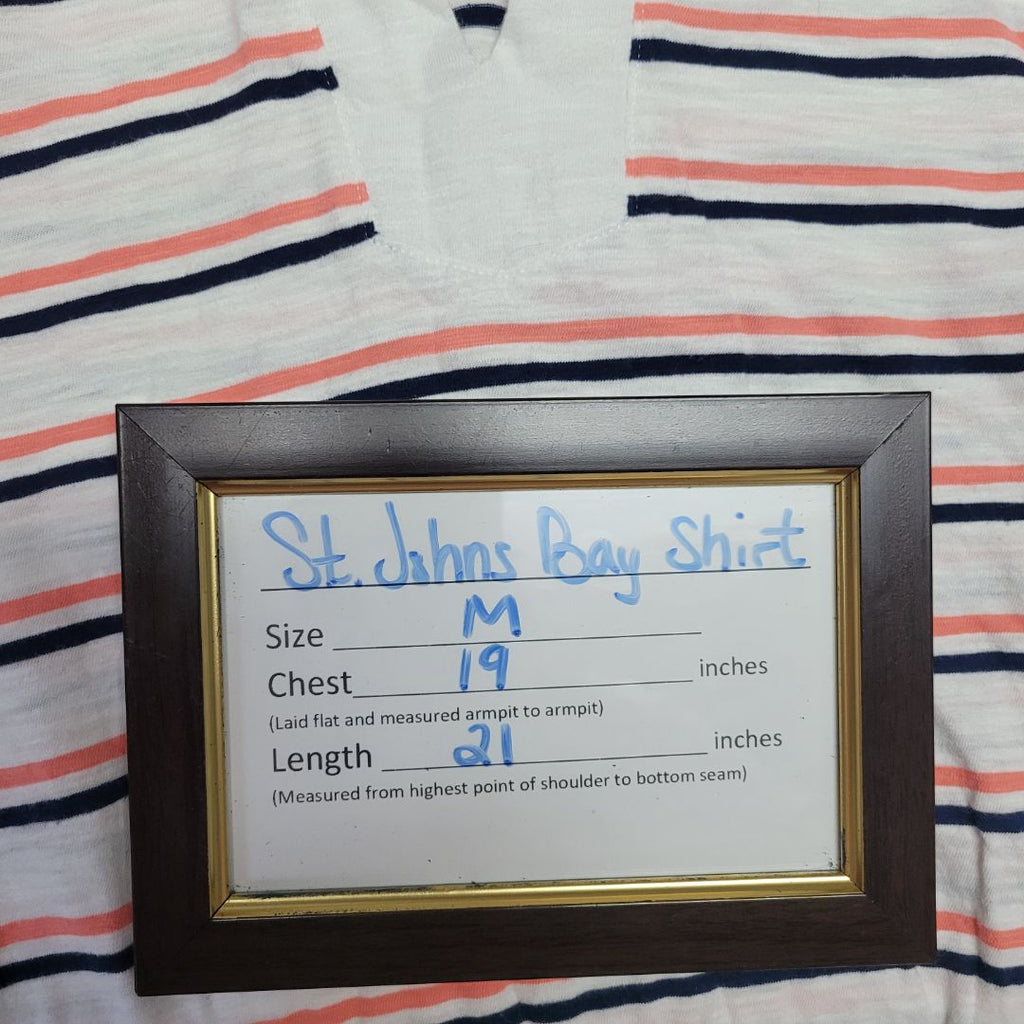 St. Johns Bay Shirt
Size M
Chest 19 inches
(Laid flat and measured armpit to armpit)
Length 21 inches
(Measured from highest point of shoulder to bottom seam)